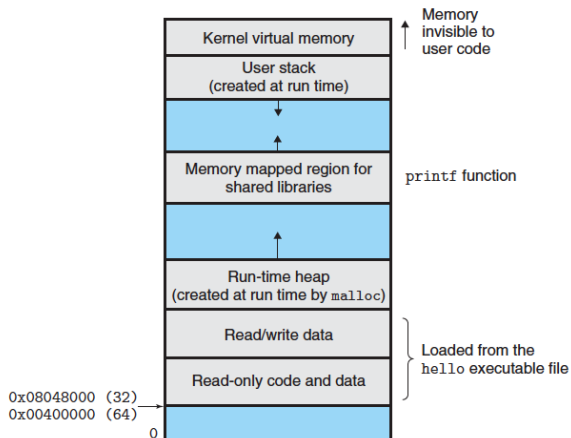 Kernel virtual memory
Memory
invisible to
user code
User stack
(created at run time)
Memory mapped region for
shared libraries
printf function
Run-time heap
(created at run time by malloc)
Read/write data
Loaded from the
hello executable file
Read-only code and data
0x08048000 (32)
0x00400000 (64)
0